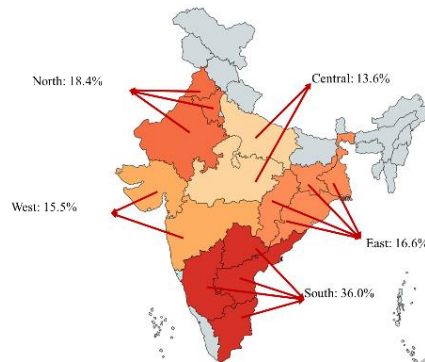 North: 18.4%
Central: 13.6%
West: 15.5%
East: 16.6%
South: 36.0%